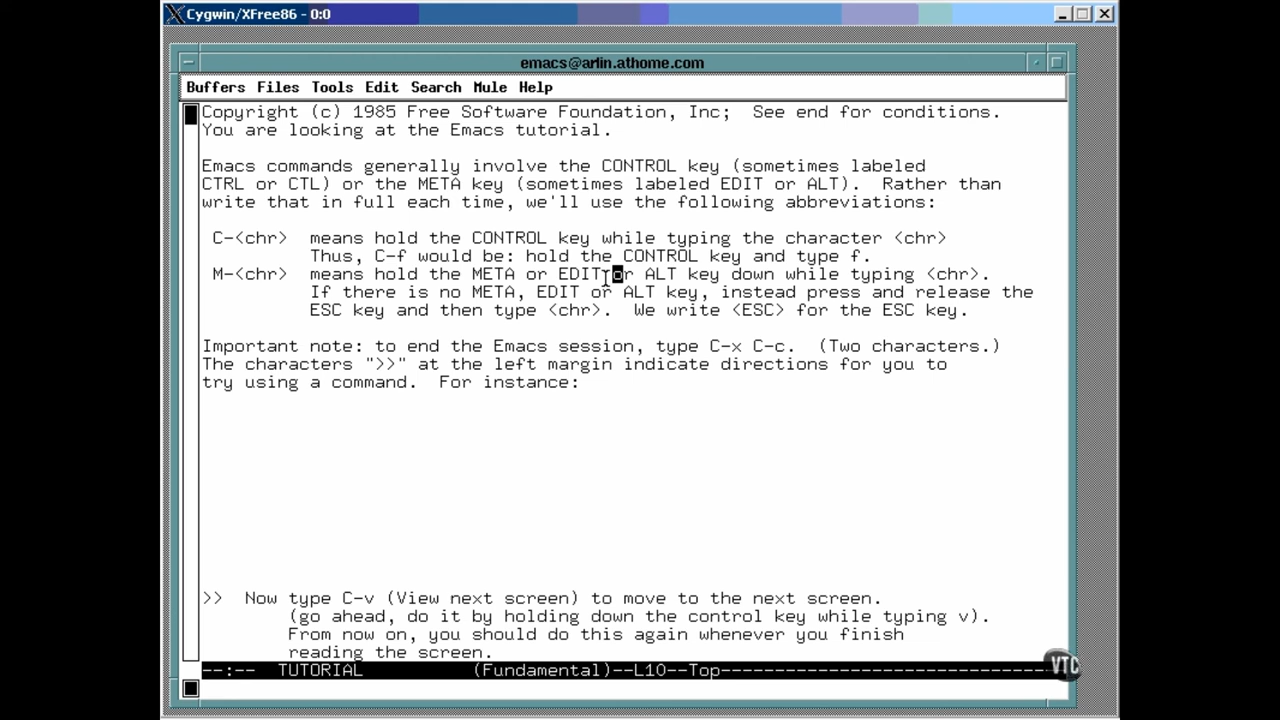 Cygwin/XFree86 - 0:0
emacs@arlin.athome.com
Buffers Files Tools Edit Search Mule Help
Copyright (c) 1985 Free Software Foundation, Inc;  See end for conditions.
You are looking at the Emacs tutorial.
Emacs commands generally involve the CONTROL key (sometimes labeled
CTRL or CTL) or the META key (sometimes labeled EDIT or ALT).  Rather than
write that in full each time, we'll use the following abbreviations:
C-<chr>  means hold the CONTROL key while typing the character <chr>
Thus, C-f would be: hold the CONTROL key and type f.
M-<chr>  means hold the META or EDIT or ALT key down while typing <chr>.
If there is no META, EDIT or ALT key, instead press and release the
ESC key and then type <chr>.  We write <ESC> for the ESC key.
Important note: to end the Emacs session, type C-x C-c.  (Two characters.)
The characters ">>" at the left margin indicate directions for you to
try using a command.  For instance:
>>  Now type C-v (View next screen) to move to the next screen.
(go ahead, do it by holding down the control key while typing v).
From now on, you should do this again whenever you finish
reading the screen.
--:--  TUTORIAL          (Fundamental)--L10--Top------------------------------
VTC